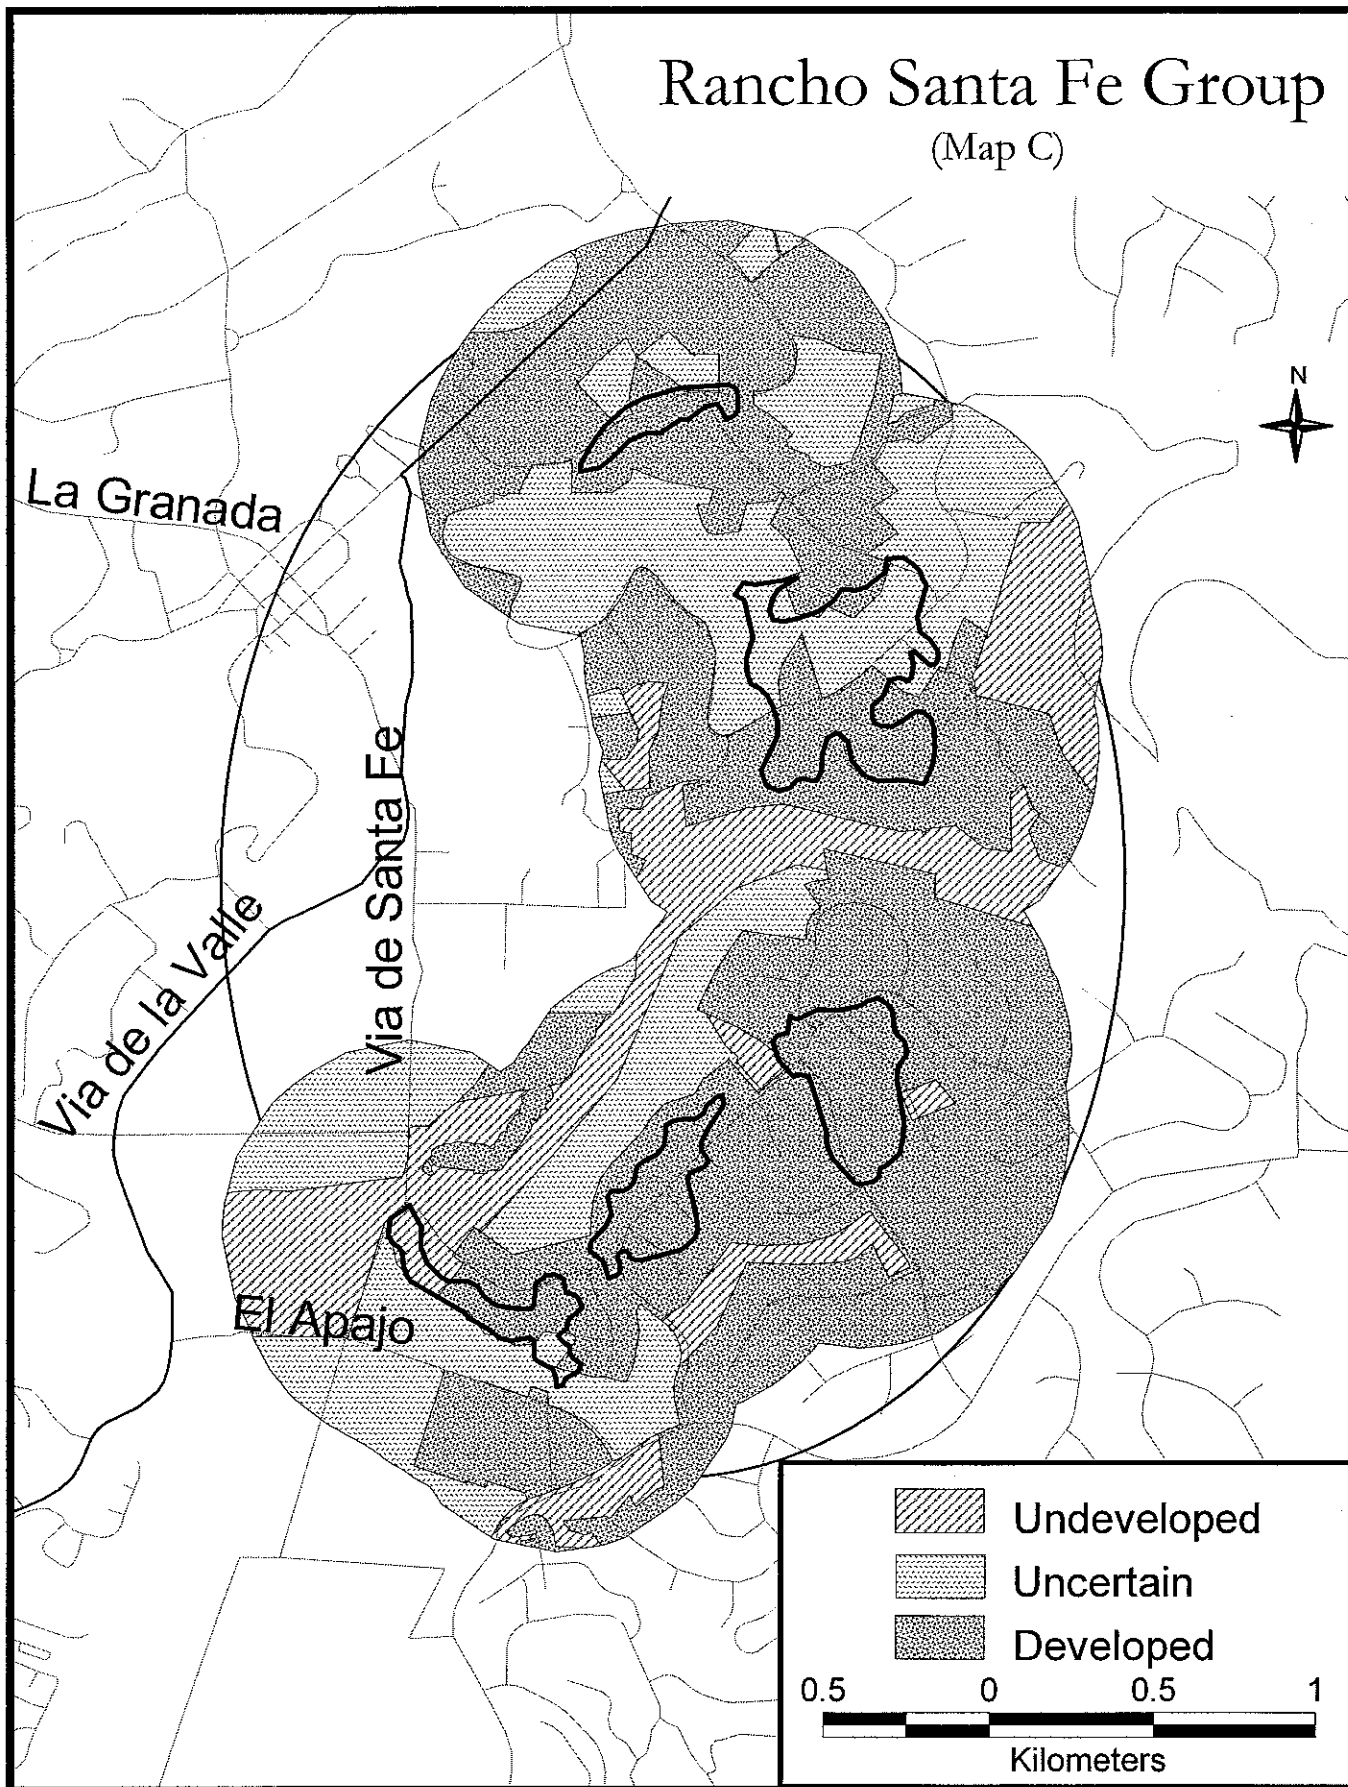 Rancho Santa Fe Group
(Map C)
N
La Granada
Via de Santa Fe
Via de la Valle
El Apajo
Undeveloped
Uncertain
Developed
0.5 0 0.5 1
Kilometers